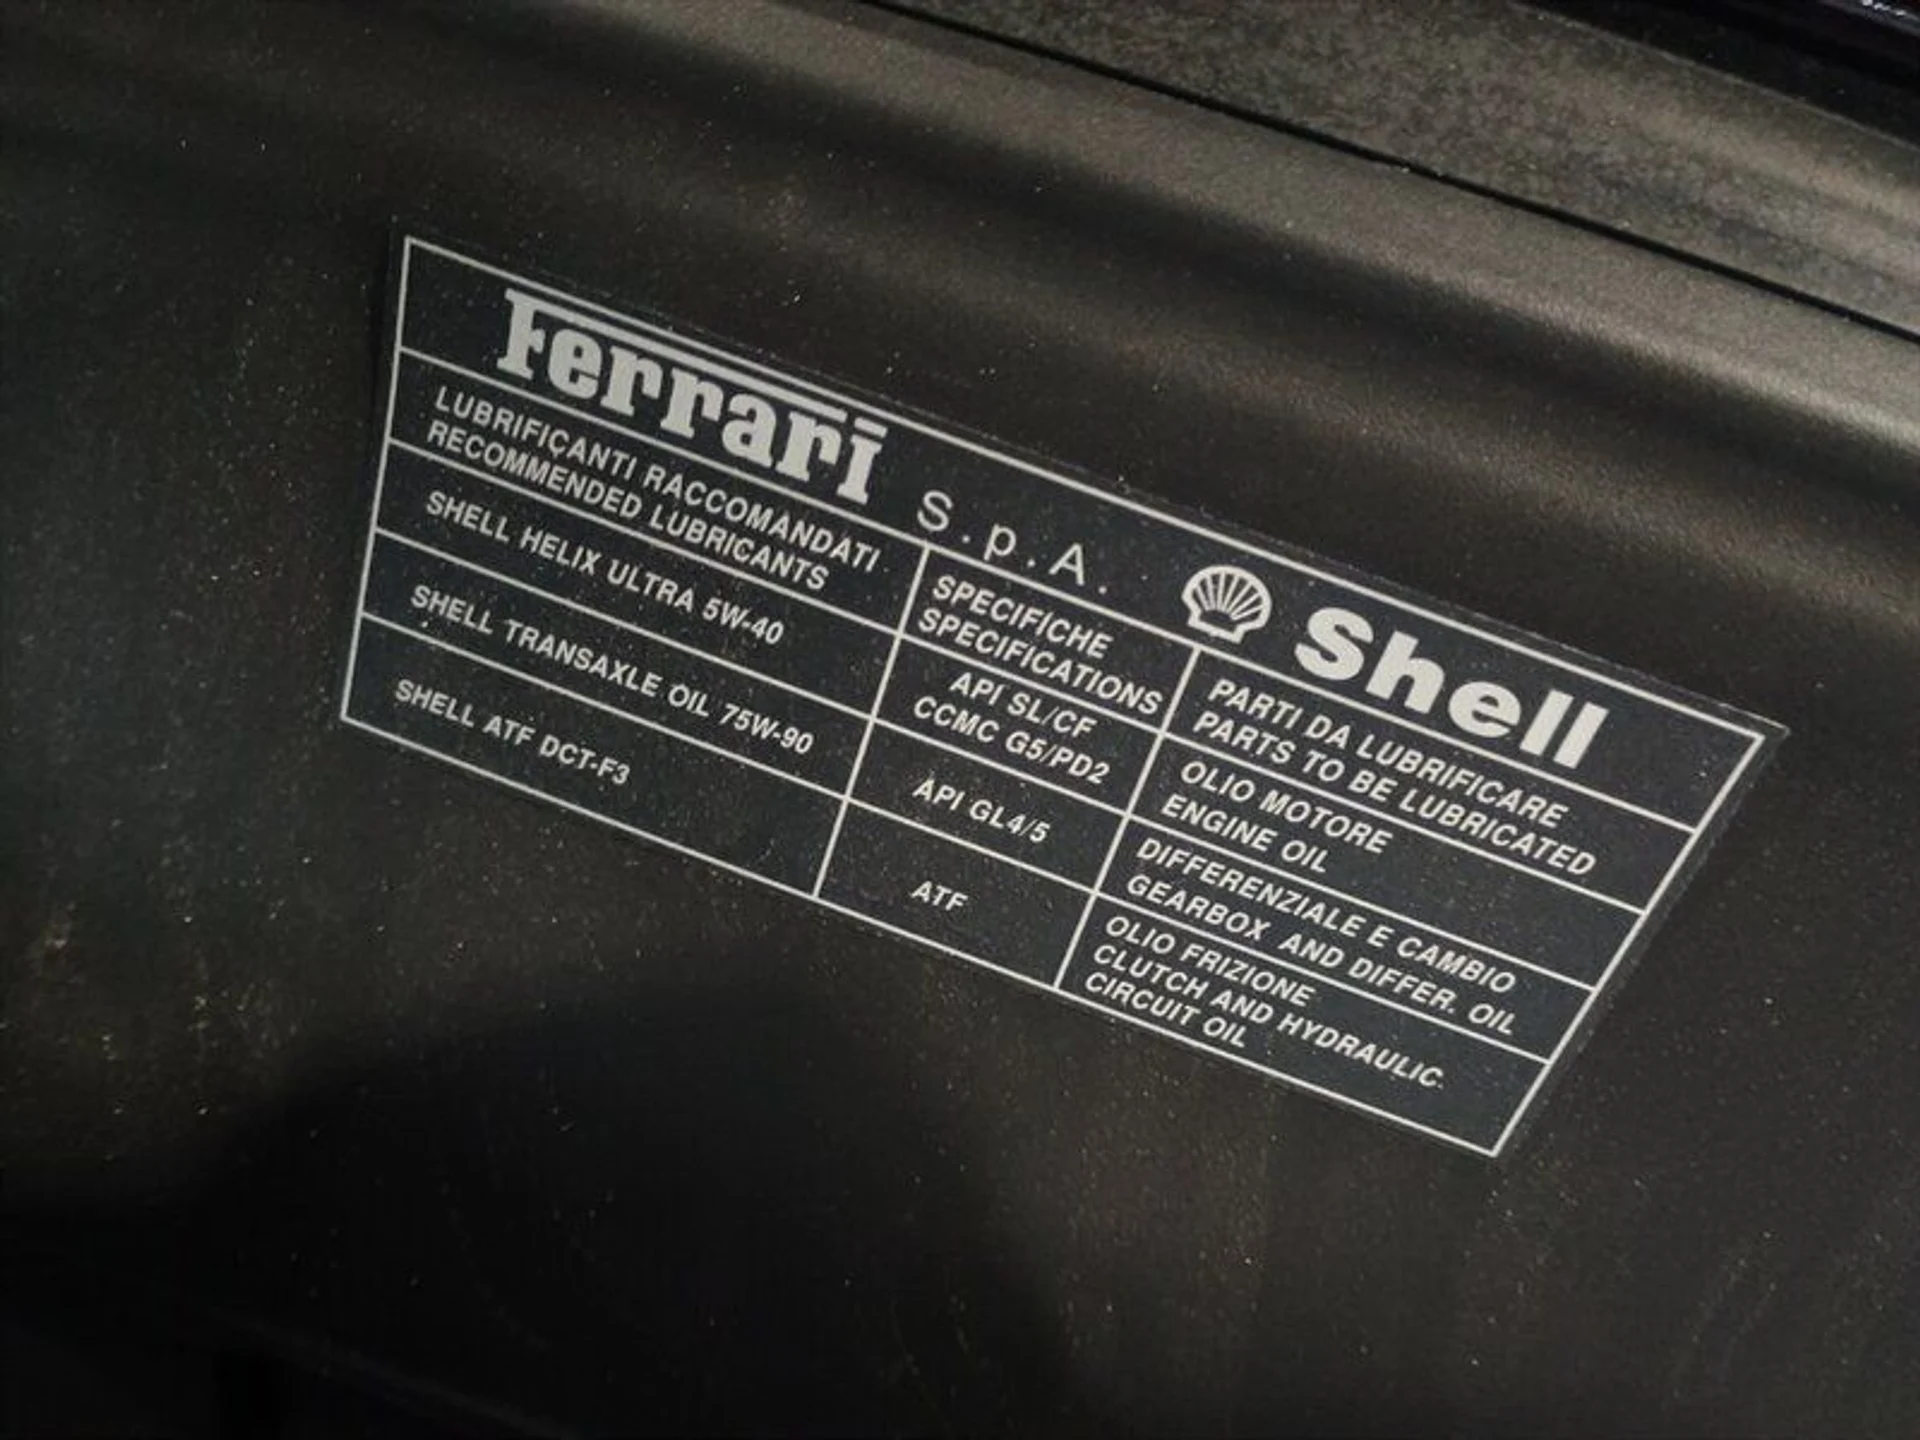 Ferrari S.p.A. Shell
LUBRIFICANTI RACCOMANDATI
RECOMMENDED LUBRICANTS
SPECIFICHE
SPECIFICATIONS
PARTI DA LUBRIFICARE
PARTS TO BE LUBRICATED
SHELL HELIX ULTRA 5W-40
API SL/CF
CCMC G5/PD2
OLIO MOTORE
ENGINE OIL
SHELL TRANSAXLE OIL 75W-90
API GL4/5
DIFFERENZIALE E CAMBIO
GEARBOX AND DIFFER. OIL
SHELL ATF DCT-F3
ATF
OLIO FRIZIONE
CLUTCH AND HYDRAULIC
CIRCUIT OIL